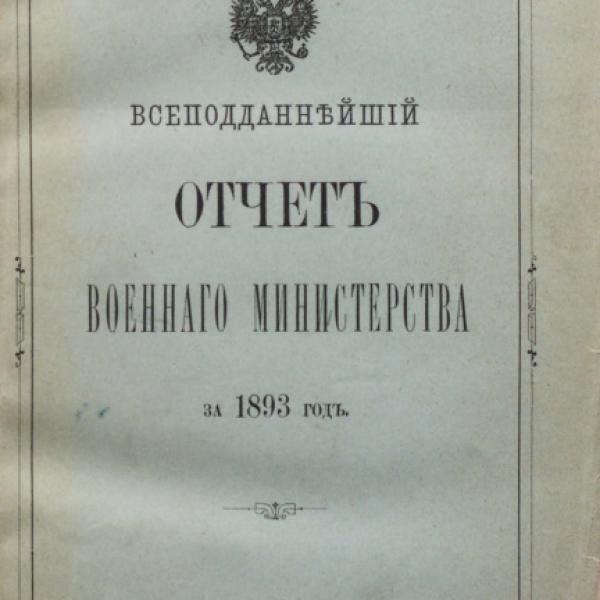 ВСЕПОДДАННѢЙШІЙ
ОТЧЕТЪ
ВОЕННАГО МИНИСТЕРСТВА
ЗА 1893 ГОДЪ.